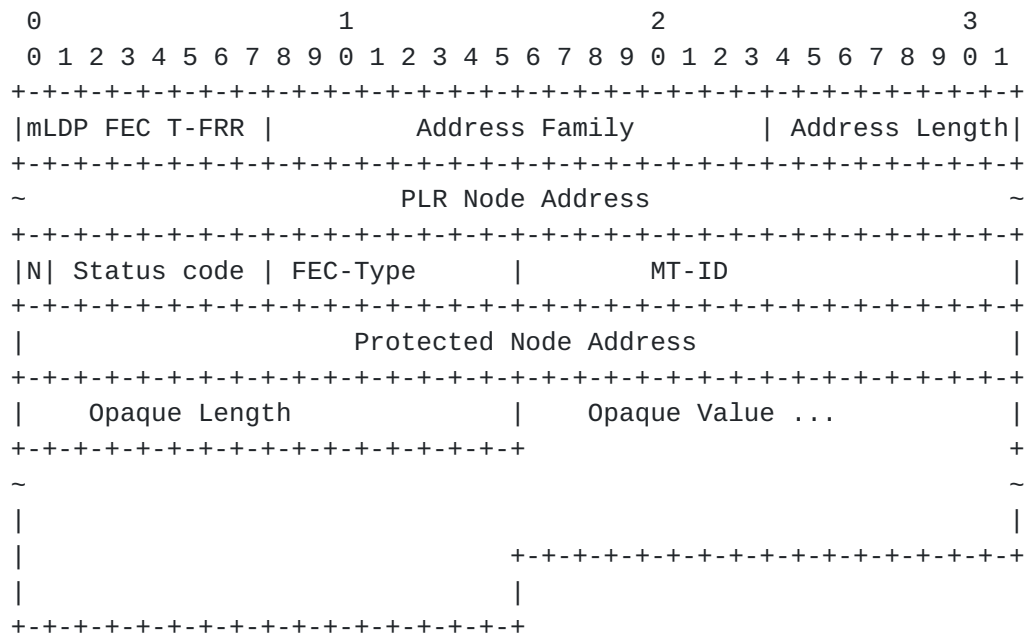 0                   1                   2                   3
 0 1 2 3 4 5 6 7 8 9 0 1 2 3 4 5 6 7 8 9 0 1 2 3 4 5 6 7 8 9 0 1
+-+-+-+-+-+-+-+-+-+-+-+-+-+-+-+-+-+-+-+-+-+-+-+-+-+-+-+-+-+-+-+-+
|mLDP FEC T-FRR |         Address Family        | Address Length|
+-+-+-+-+-+-+-+-+-+-+-+-+-+-+-+-+-+-+-+-+-+-+-+-+-+-+-+-+-+-+-+-+
~                        PLR Node Address                       ~
+-+-+-+-+-+-+-+-+-+-+-+-+-+-+-+-+-+-+-+-+-+-+-+-+-+-+-+-+-+-+-+-+
|N| Status code | FEC-Type      |        MT-ID                  |
+-+-+-+-+-+-+-+-+-+-+-+-+-+-+-+-+-+-+-+-+-+-+-+-+-+-+-+-+-+-+-+-+
|                     Protected Node Address                    |
+-+-+-+-+-+-+-+-+-+-+-+-+-+-+-+-+-+-+-+-+-+-+-+-+-+-+-+-+-+-+-+-+
|    Opaque Length              |    Opaque Value ...           |
+-+-+-+-+-+-+-+-+-+-+-+-+-+-+-+-+                               +
~                                                               ~
|                                                               |
|                               +-+-+-+-+-+-+-+-+-+-+-+-+-+-+-+-+
|                               |
+-+-+-+-+-+-+-+-+-+-+-+-+-+-+-+-+